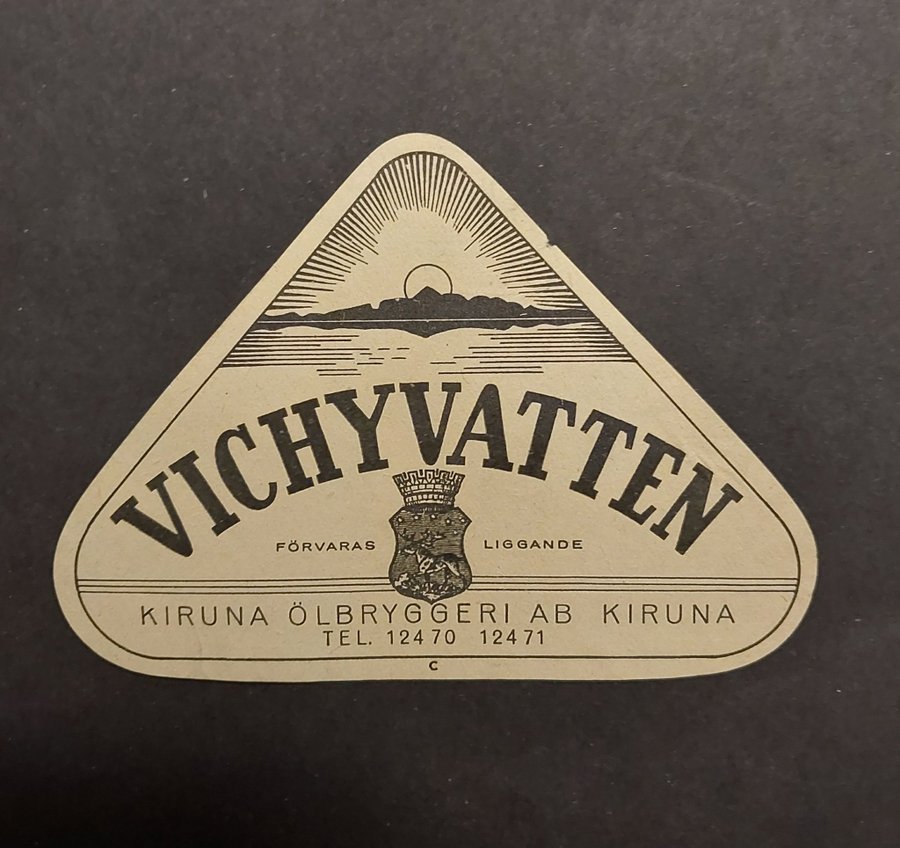 VICHYVATTEN
FÖRVARAS LIGGANDE
KIRUNA ÖLBRYGGERI AB KIRUNA
TEL. 12470 12471
C